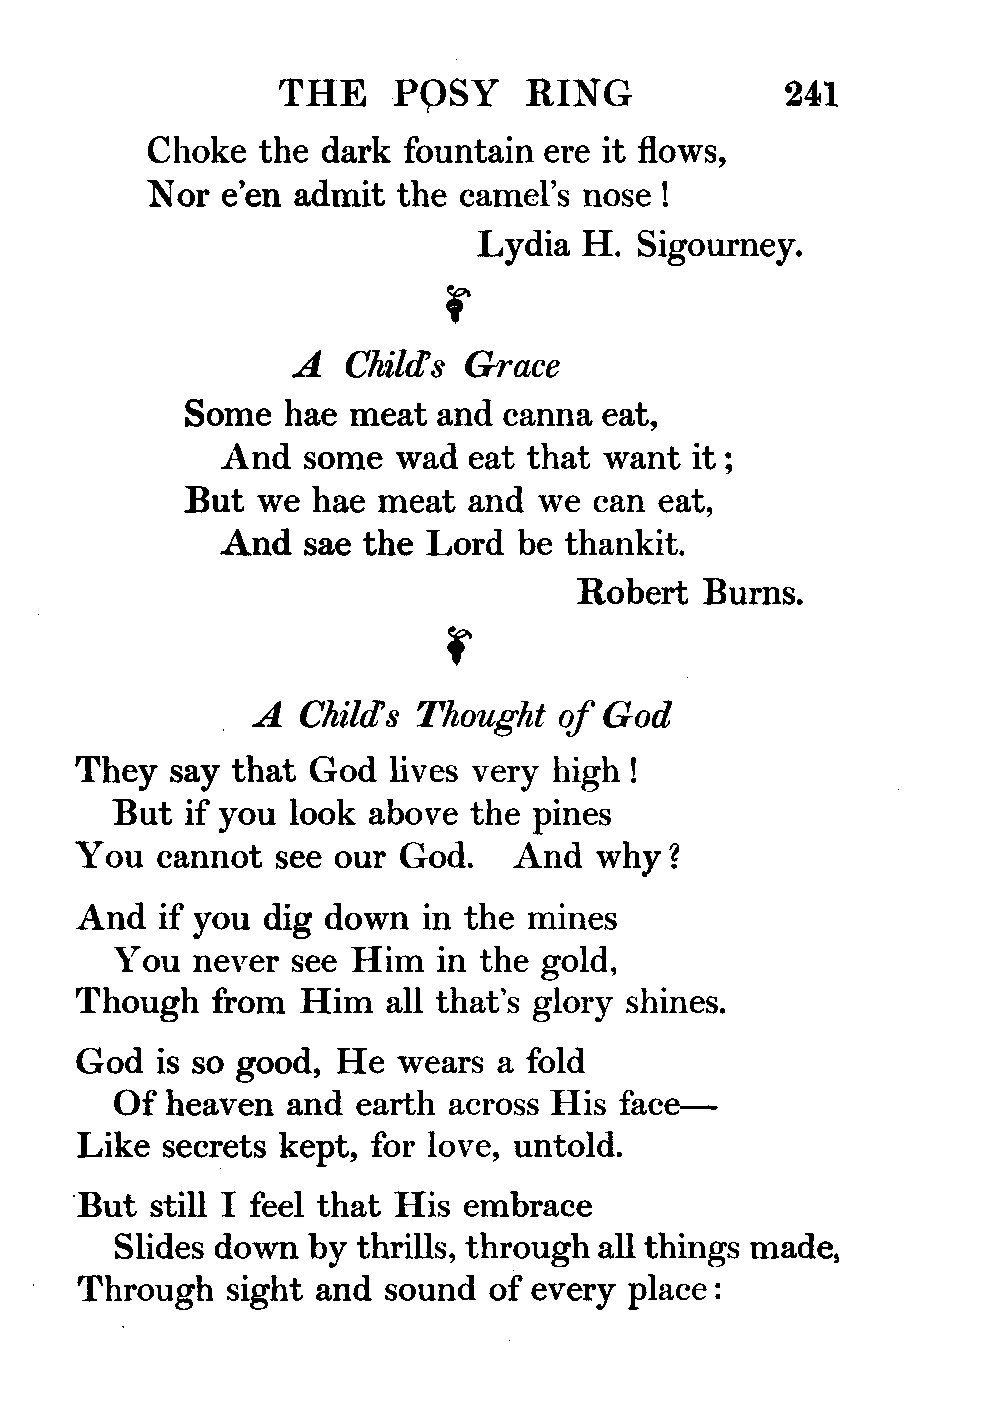 THE POSY RING 241
Choke the dark fountain ere it flows,
Nor e'en admit the camel's nose!
Lydia H. Sigourney.
A Child's Grace
Some hae meat and canna eat,
And some wad eat that want it;
But we hae meat and we can eat,
And sae the Lord be thankit.
Robert Burns.
A Child's Thought of God
They say that God lives very high!
But if you look above the pines
You cannot see our God. And why?
And if you dig down in the mines
You never see Him in the gold,
Though from Him all that's glory shines.
God is so good, He wears a fold
Of heaven and earth across His face—
Like secrets kept, for love, untold.
But still I feel that His embrace
Slides down by thrills, through all things made,
Through sight and sound of every place: